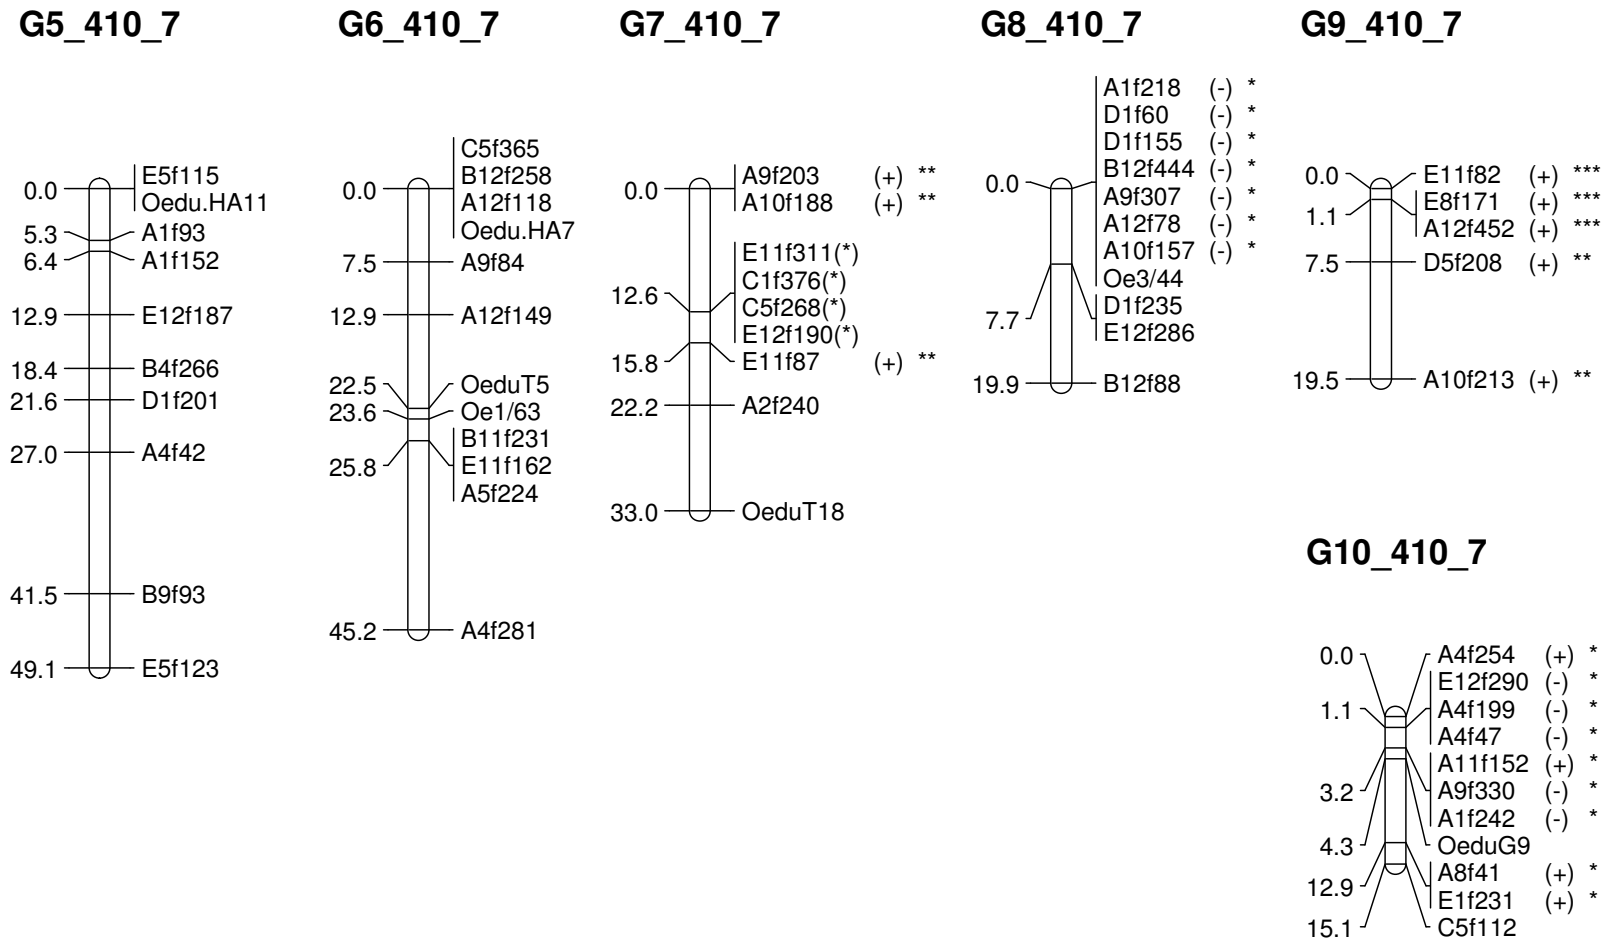 G5_410_7
0.0 E5f115
Oedu.HA11
5.3 A1f93
6.4 A1f152
12.9 E12f187
18.4 B4f266
21.6 D1f201
27.0 A4f42
41.5 B9f93
49.1 E5f123
G6_410_7
C5f365
0.0 B12f258
A12f118
Oedu.HA7
7.5 A9f84
12.9 A12f149
22.5 OeduT5
23.6 Oe1/63
B11f231
25.8 E11f162
A5f224
45.2 A4f281
G7_410_7
0.0 A9f203 (+) **
A10f188 (+) **
E11f311(*)
12.6 C1f376(*)
C5f268(*)
E12f190(*)
15.8 E11f87 (+) **
22.2 A2f240
33.0 OeduT18
G8_410_7
A1f218 (-) *
D1f60 (-) *
D1f155 (-) *
0.0 B12f444 (-) *
A9f307 (-) *
A12f78 (-) *
A10f157 (-) *
Oe3/44
7.7 D1f235
E12f286
19.9 B12f88
G9_410_7
0.0 E11f82 (+) ***
1.1 E8f171 (+) ***
A12f452 (+) ***
7.5 D5f208 (+) **
19.5 A10f213 (+) **
G10_410_7
0.0 A4f254 (+) *
E12f290 (-) *
1.1 A4f199 (-) *
A4f47 (-) *
A11f152 (+) *
3.2 A9f330 (-) *
A1f242 (-) *
4.3 OeduG9
A8f41 (+) *
12.9 E1f231 (+) *
15.1 C5f112